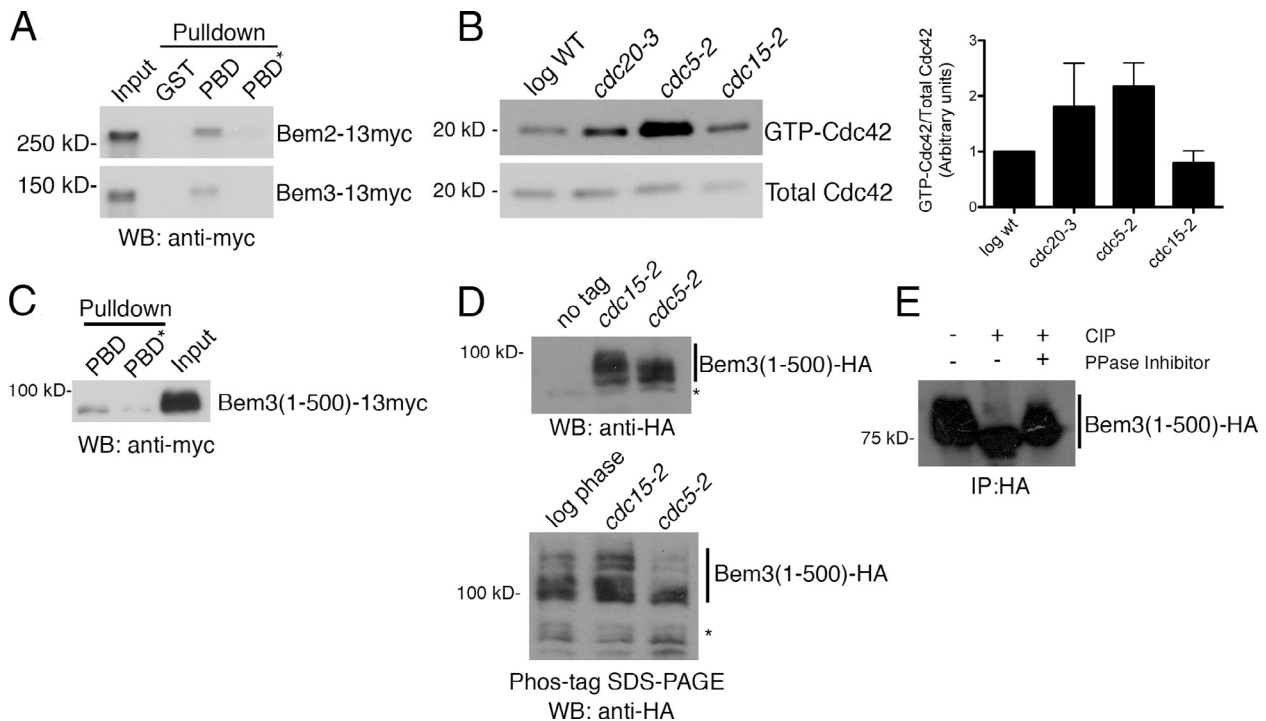 A
Pulldown
Input
GST
PBD
PBD*
250 kD-
Bem2-13myc
150 kD-
Bem3-13myc
WB: anti-myc
B
log WT
cdc20-3
cdc5-2
cdc15-2
20 kD -
GTP-Cdc42
20 kD -
Total Cdc42
GTP-Cdc42/Total Cdc42
(Arbitrary units)
3
2
1
0
log wt
cdc20-3
cdc5-2
cdc15-2
C
Pulldown
PBD
PBD*
Input
100 kD-
Bem3(1-500)-13myc
WB: anti-myc
D
no tag
cdc15-2
cdc5-2
100 kD-
Bem3(1-500)-HA
*
WB: anti-HA
log phase
cdc15-2
cdc5-2
Bem3(1-500)-HA
100 kD-
*
Phos-tag SDS-PAGE
WB: anti-HA
E
- + + CIP
- - + PPase Inhibitor
Bem3(1-500)-HA
75 kD-
IP:HA